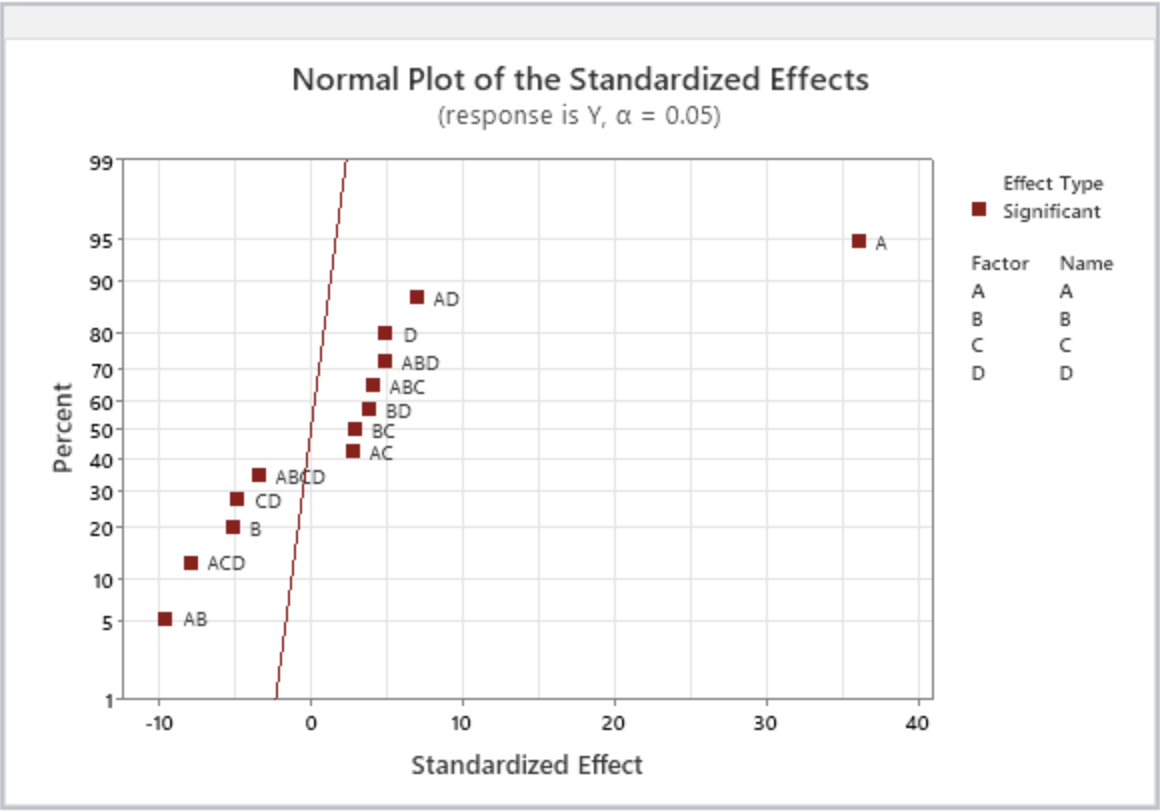 Normal Plot of the Standardized Effects
(response is Y, α = 0.05)
Effect Type
Significant
Factor Name
A A
B B
C C
D D
Percent
99
95
90
80
70
60
50
40
30
20
10
5
1
A
AD
D
ABD
ABC
BD
BC
AC
ABCD
CD
B
ACD
AB
-10 0 10 20 30 40
Standardized Effect